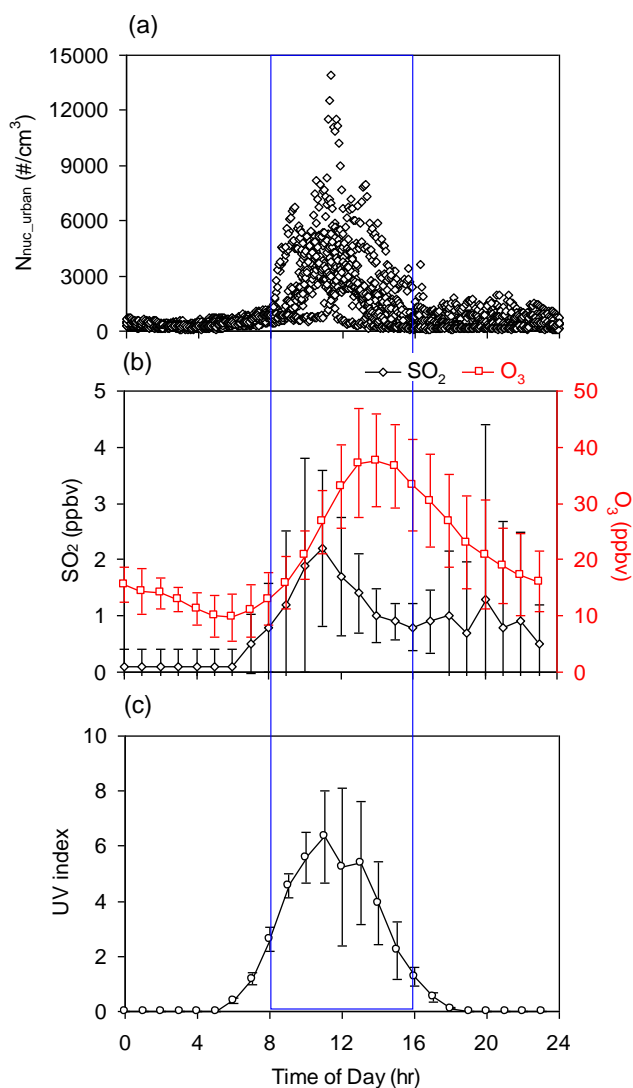 (a)
15000
12000
9000
6000
3000
0
Nnuc_urban (#/cm³)
(b)
SO₂ O₃
5 50
4 40
3 30
2 20
1 10
0 0
SO₂ (ppbv)
O₃ (ppbv)
(c)
10
8
6
4
2
0
UV index
0 4 8 12 16 20 24
Time of Day (hr)